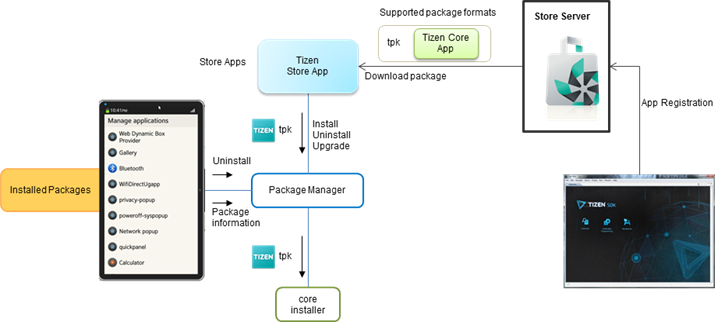 Supported package formats
tpk
Tizen Core
App
Store Server
Store Apps
Tizen
Store App
Download package
App Registration
TIZEN
tpk
Install
Uninstall
Upgrade
10:41
Manage applications
Web Dynamic Box
Provider
Gallery
Bluetooth
WifiDirectUgapp
privacy-popup
poweroff-syspopup
Network popup
quickpanel
Calculator
Installed Packages
Uninstall
Package
information
Package Manager
TIZEN SDK
TIZEN
tpk
core
installer